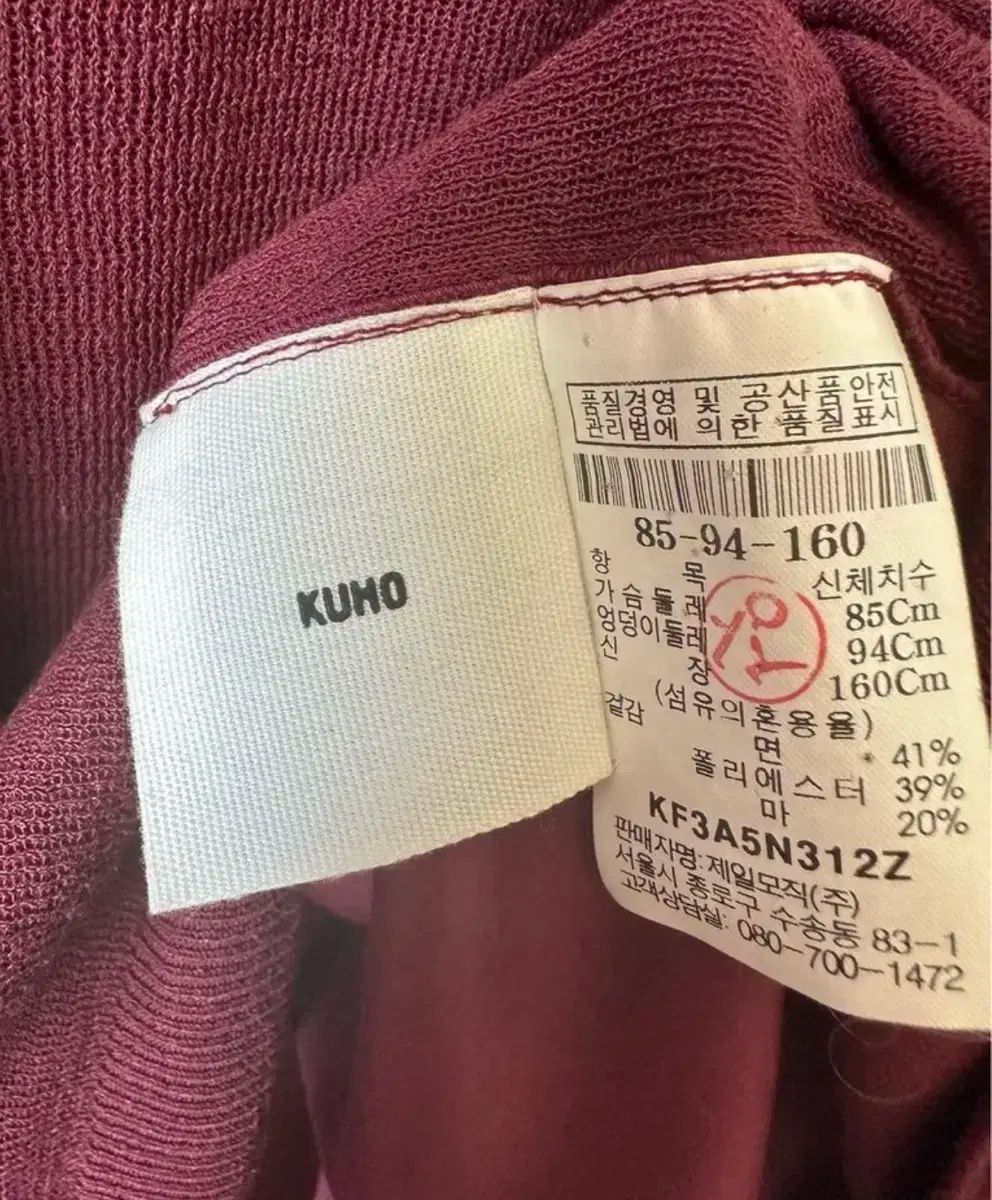 KUHO
품질경영 및 공산품안전
관리법에 의한 품질표시
85-94-160
항 목 신체치수
가슴둘레 85Cm
엉덩이둘레 94Cm
신 장 160Cm
(섬유의혼용율)
겉감 면 41%
폴리에스터 39%
마 20%
KF3A5N312Z
판매자명:제일모직(주)
서울시 종로구 수송동 83-1
고객상담실: 080-700-1472